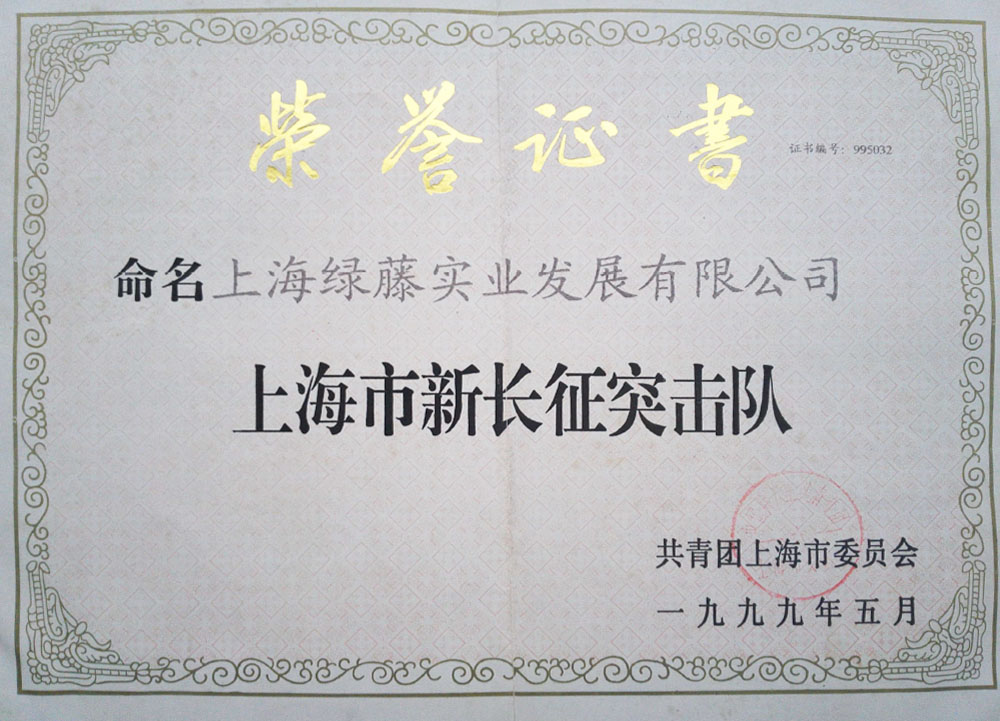 荣誉证书
证书编号：995032
命名上海绿藤实业发展有限公司
上海市新长征突击队
共青团上海市委员会
一九九九年五月